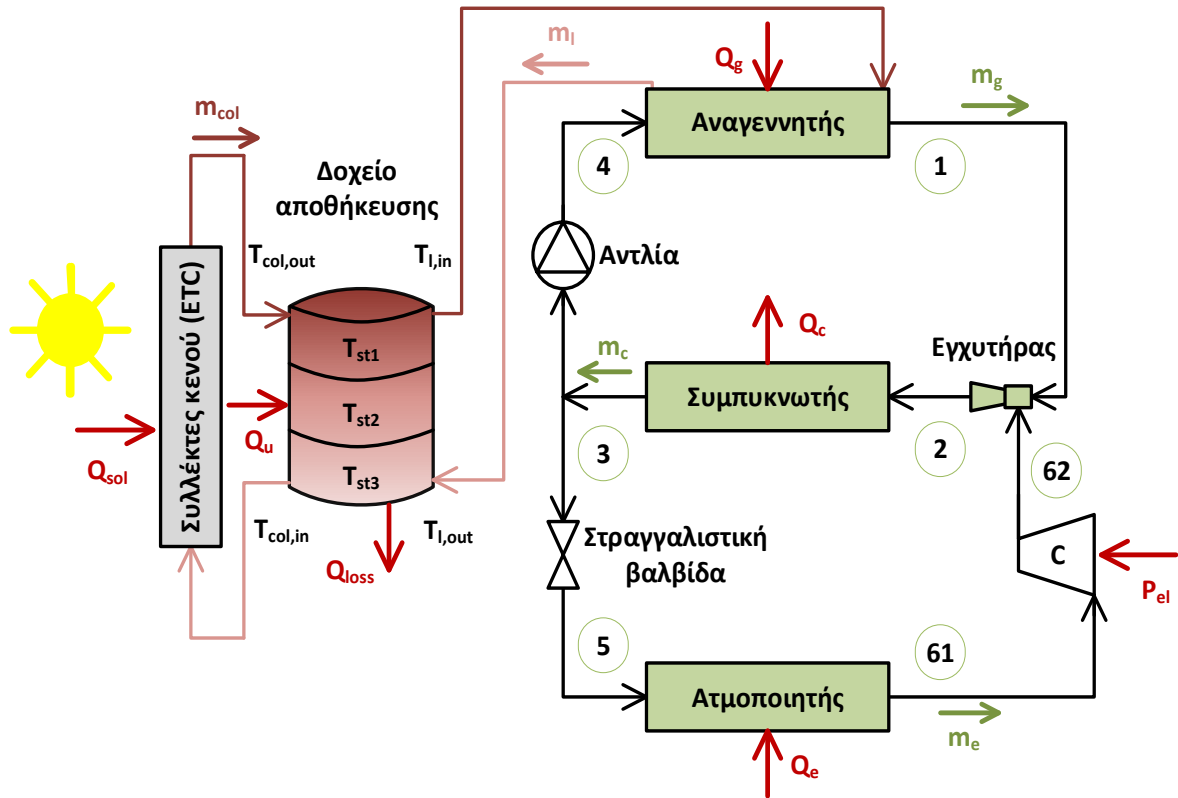 m_l
Q_g
m_g
m_col
Αναγεννητής
Δοχείο
αποθήκευσης
4
1
T_col,out
T_l,in
Αντλία
Συλλέκτες κενού (ETC)
T_st1
Q_c
m_c
Εγχυτήρας
T_st2
Συμπυκνωτής
Q_u
Q_sol
3
2
T_st3
62
T_col,in
T_l,out
Στραγγαλιστική
βαλβίδα
C
Q_loss
P_el
5
61
Ατμοποιητής
m_e
Q_e